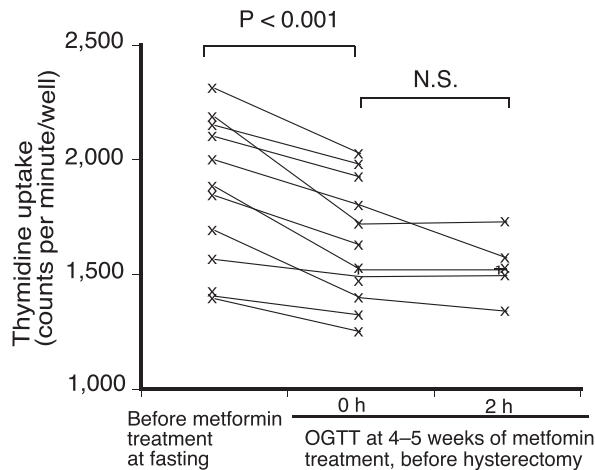 P < 0.001
N.S.
2,500
2,000
1,500
1,000
Thymidine uptake
(counts per minute/well)
0 h
2 h
Before metformin
treatment
at fasting
OGTT at 4–5 weeks of metfomin
treatment, before hysterectomy